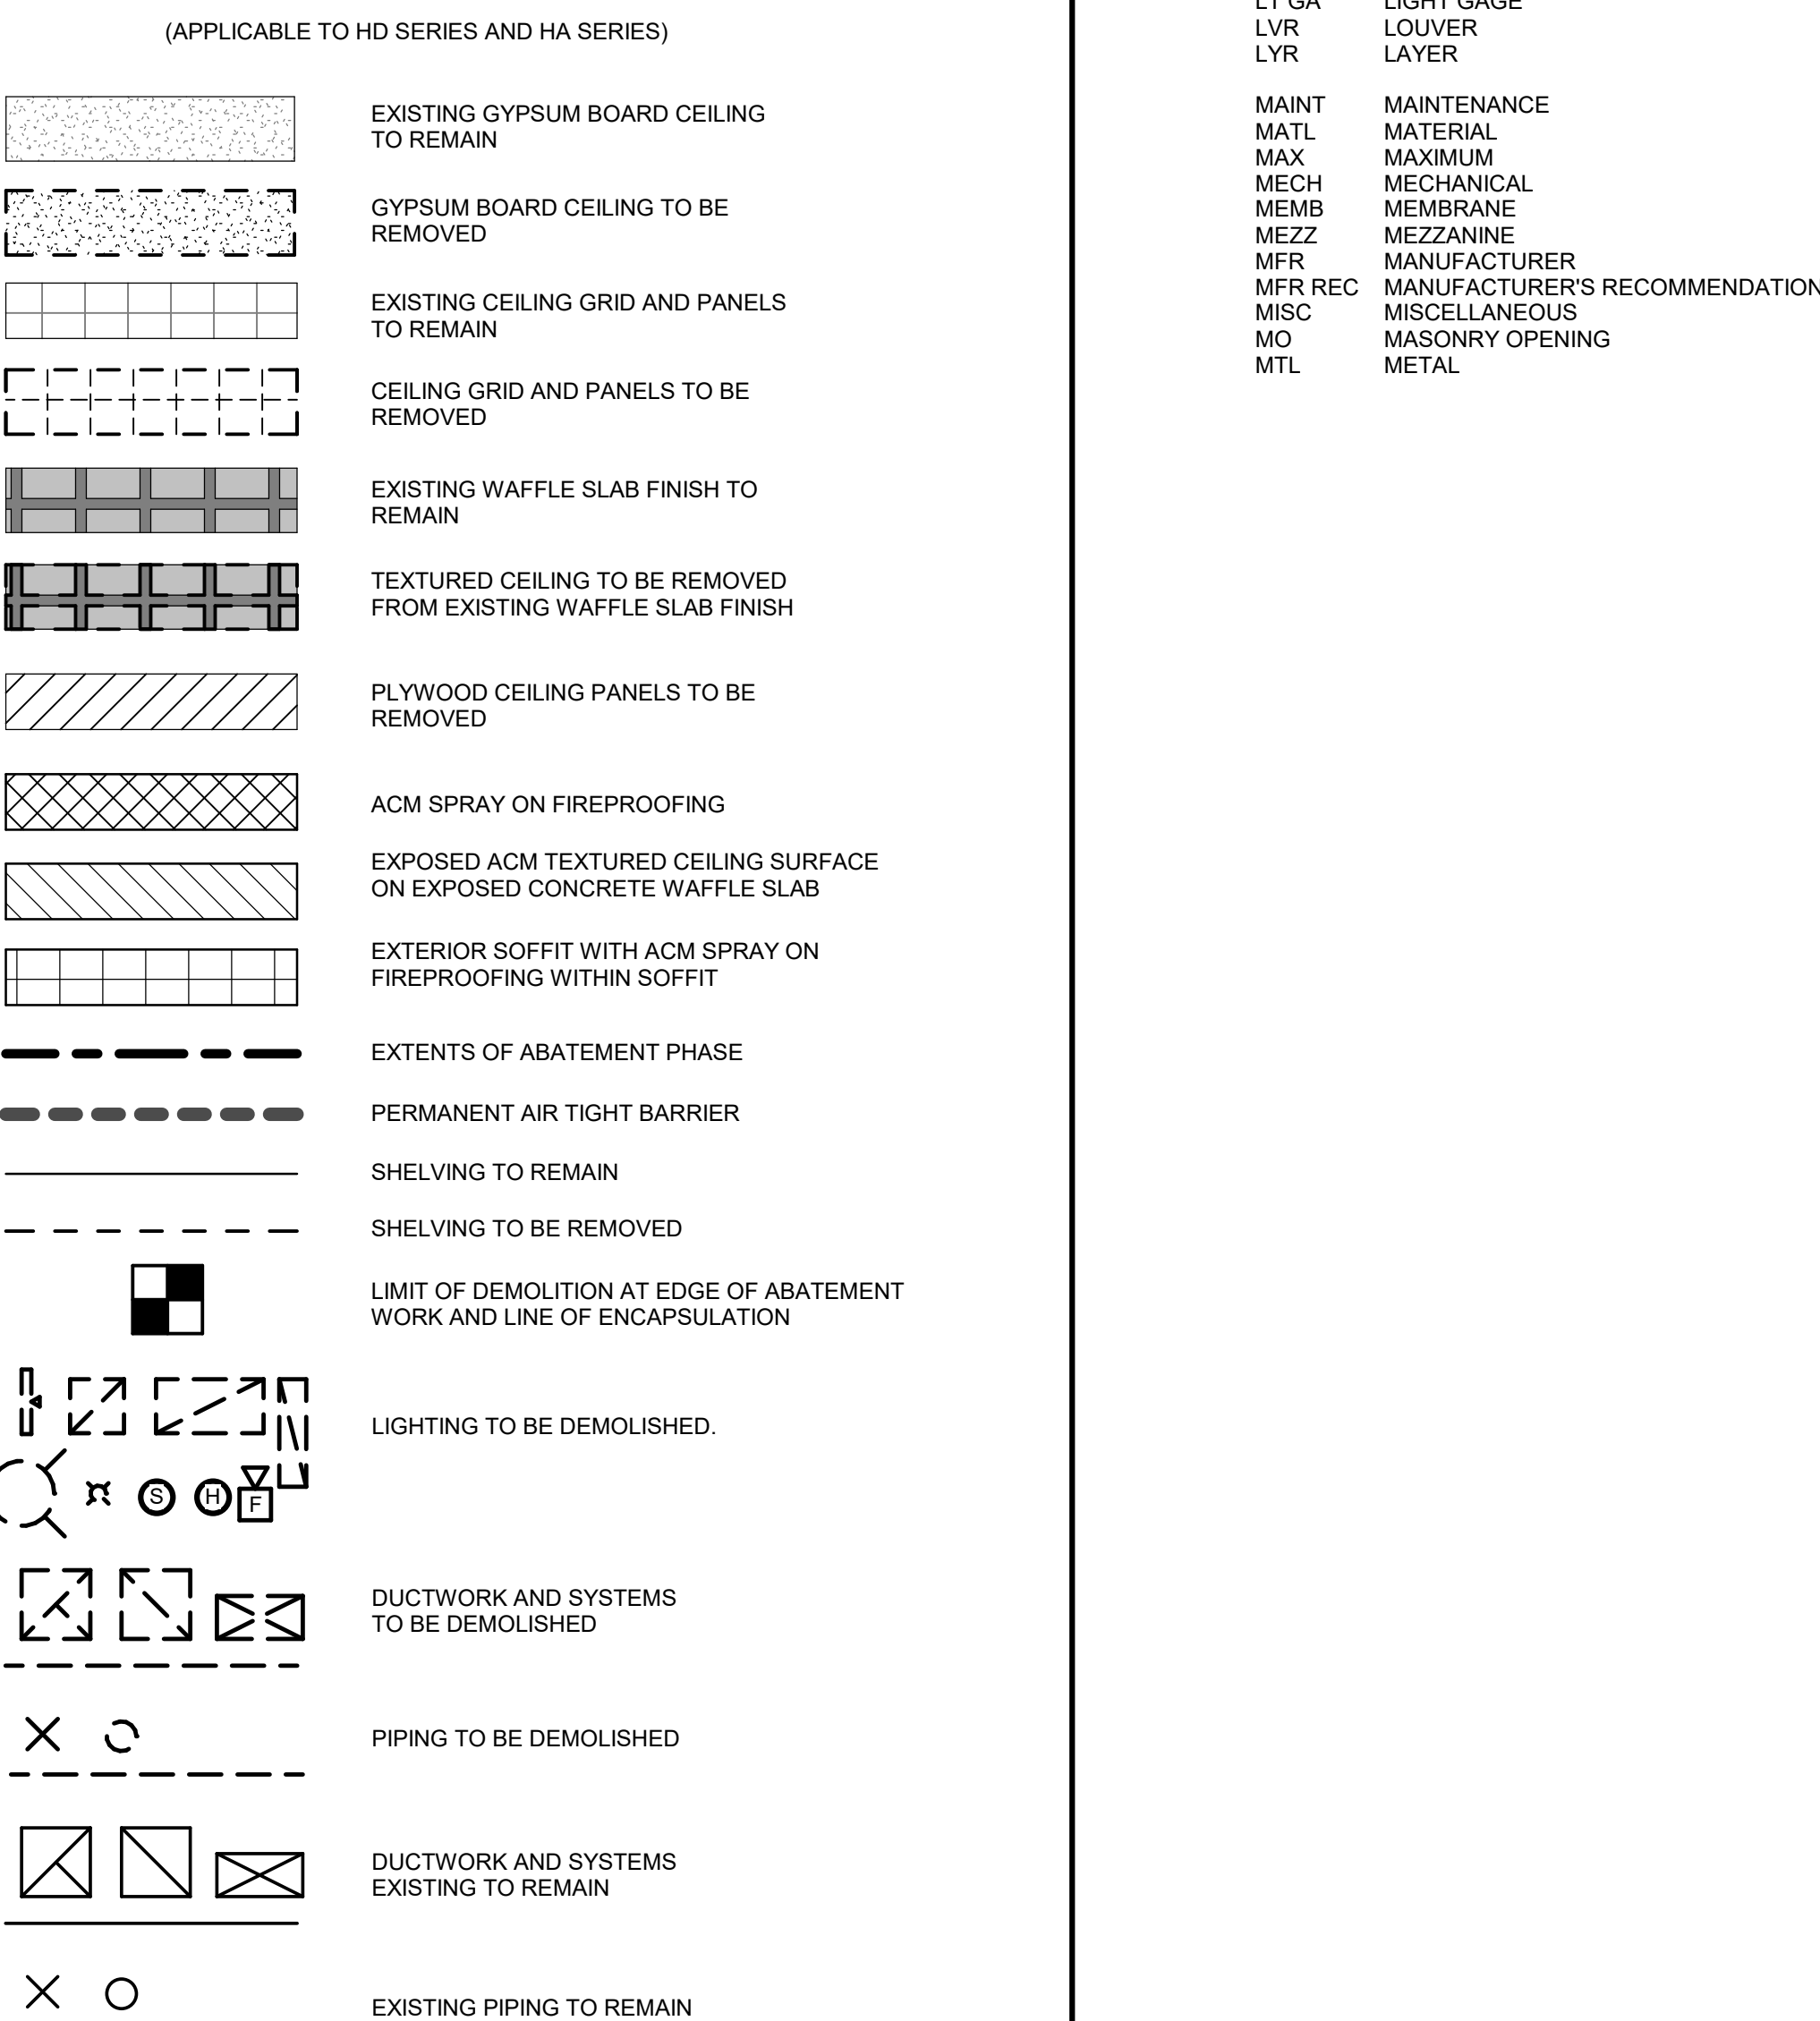 (APPLICABLE TO HD SERIES AND HA SERIES)
EXISTING GYPSUM BOARD CEILING
TO REMAIN
GYPSUM BOARD CEILING TO BE
REMOVED
EXISTING CEILING GRID AND PANELS
TO REMAIN
CEILING GRID AND PANELS TO BE
REMOVED
EXISTING WAFFLE SLAB FINISH TO
REMAIN
TEXTURED CEILING TO BE REMOVED
FROM EXISTING WAFFLE SLAB FINISH
PLYWOOD CEILING PANELS TO BE
REMOVED
ACM SPRAY ON FIREPROOFING
EXPOSED ACM TEXTURED CEILING SURFACE
ON EXPOSED CONCRETE WAFFLE SLAB
EXTERIOR SOFFIT WITH ACM SPRAY ON
FIREPROOFING WITHIN SOFFIT
EXTENTS OF ABATEMENT PHASE
PERMANENT AIR TIGHT BARRIER
SHELVING TO REMAIN
SHELVING TO BE REMOVED
LIMIT OF DEMOLITION AT EDGE OF ABATEMENT
WORK AND LINE OF ENCAPSULATION
LIGHTING TO BE DEMOLISHED.
S H F
DUCTWORK AND SYSTEMS
TO BE DEMOLISHED
PIPING TO BE DEMOLISHED
DUCTWORK AND SYSTEMS
EXISTING TO REMAIN
EXISTING PIPING TO REMAIN
LT GA LIGHT GAGE
LVR LOUVER
LYR LAYER
MAINT MAINTENANCE
MATL MATERIAL
MAX MAXIMUM
MECH MECHANICAL
MEMB MEMBRANE
MEZZ MEZZANINE
MFR MANUFACTURER
MFR REC MANUFACTURER'S RECOMMENDATION
MISC MISCELLANEOUS
MO MASONRY OPENING
MTL METAL